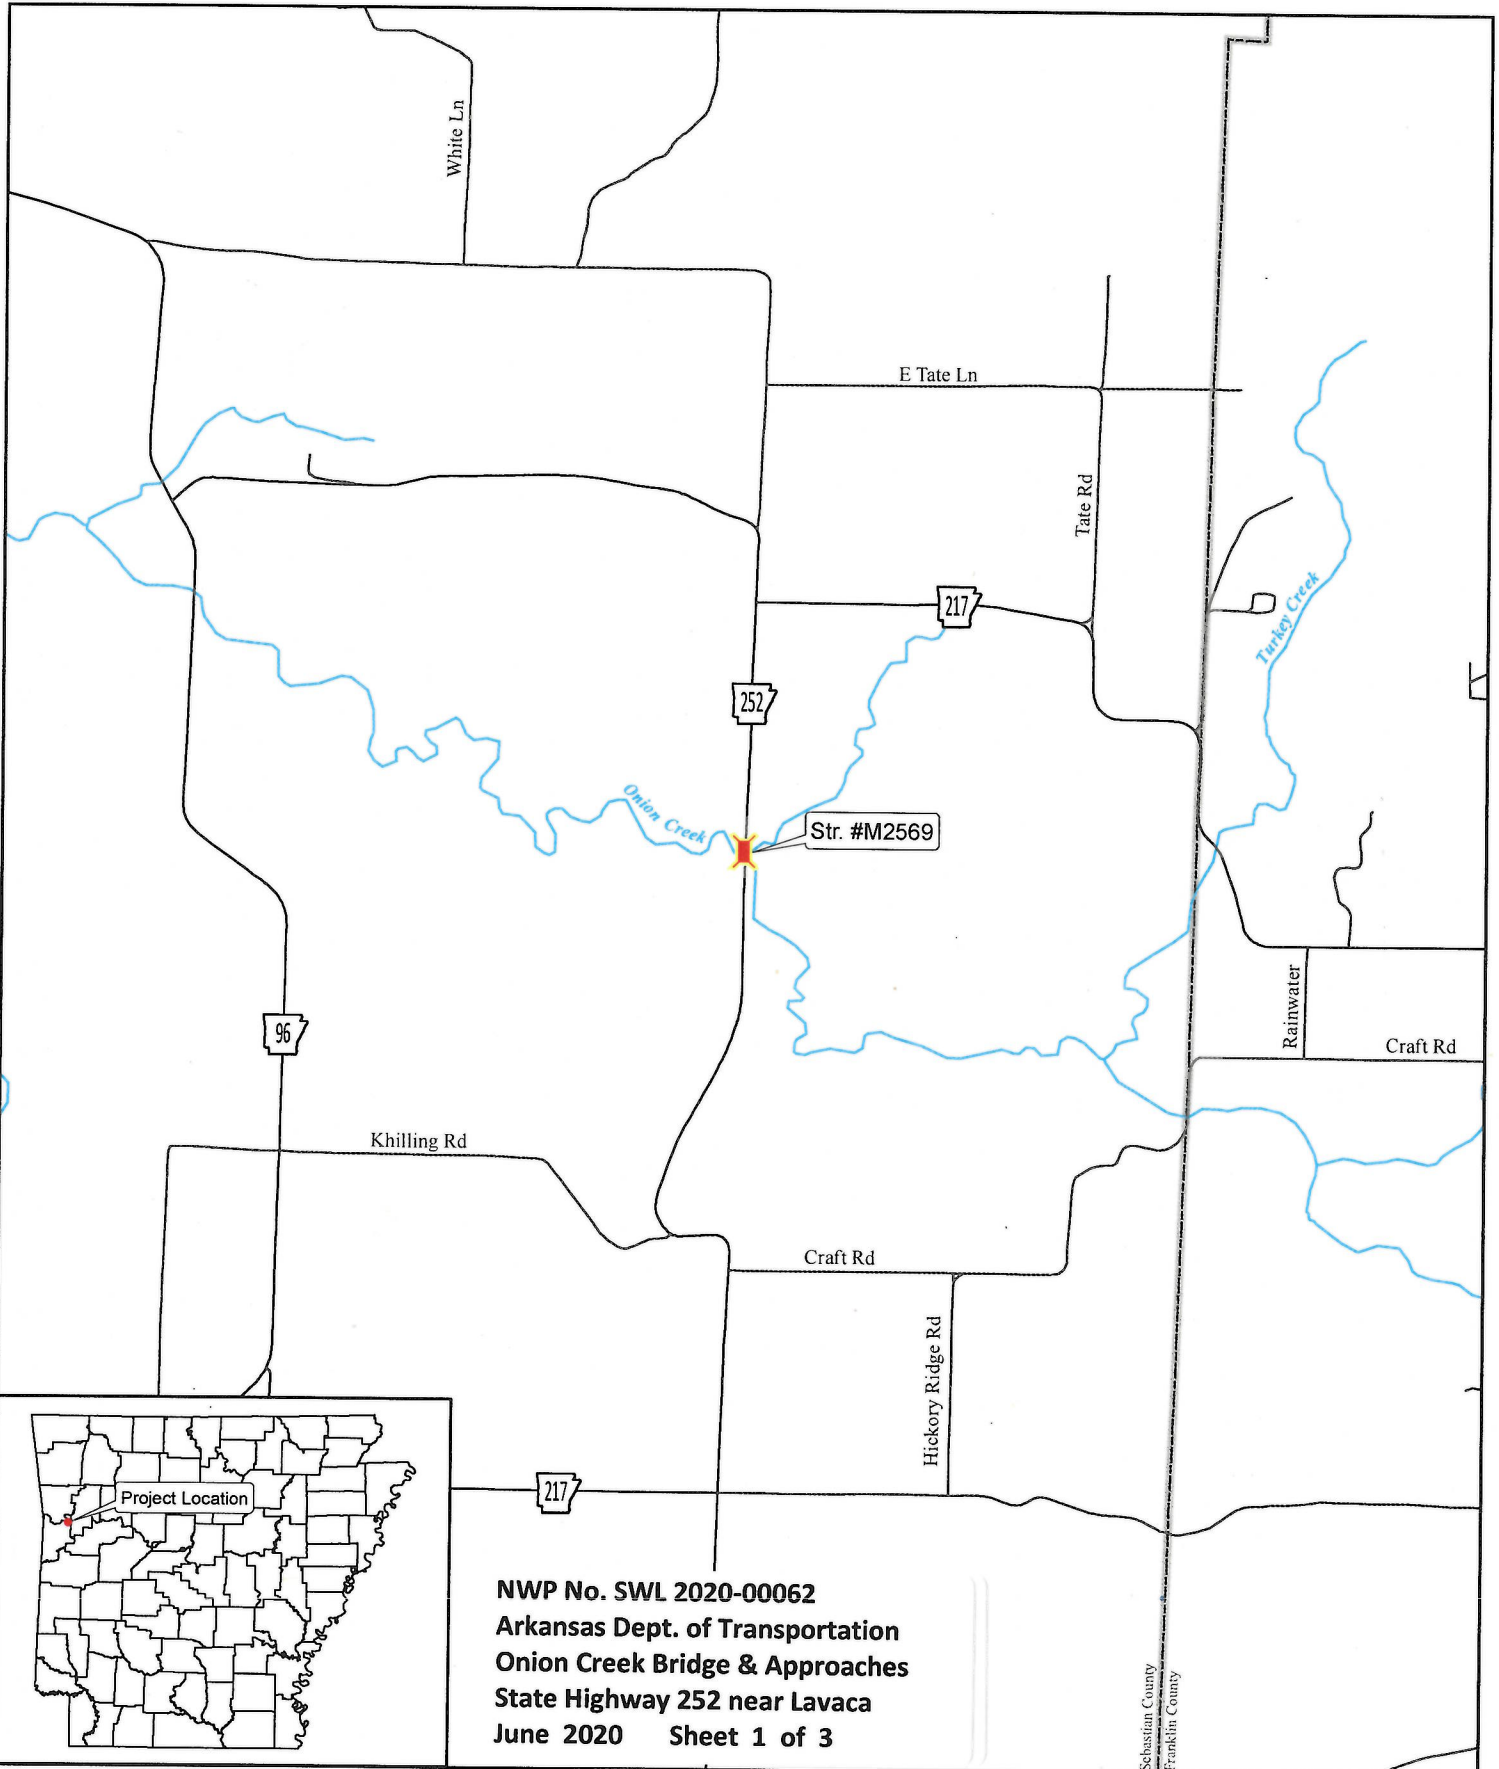 White Ln
E Tate Ln
Tate Rd
217
Turkey Creek
252
Onion Creek
Str. #M2569
96
Rainwater
Craft Rd
Khilling Rd
Craft Rd
Hickory Ridge Rd
Project Location
217
NWP No. SWL 2020-00062
Arkansas Dept. of Transportation
Onion Creek Bridge & Approaches
State Highway 252 near Lavaca
June 2020 Sheet 1 of 3
Sebastian County
Franklin County